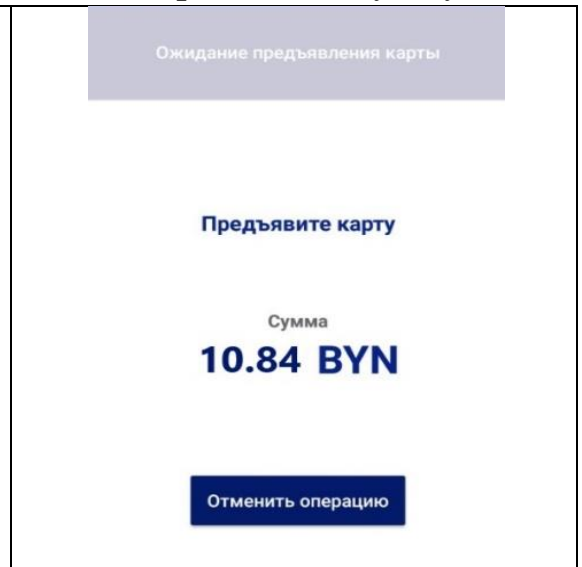 Ожидание предъявления карты
Предъявите карту
Сумма
10.84 BYN
Отменить операцию